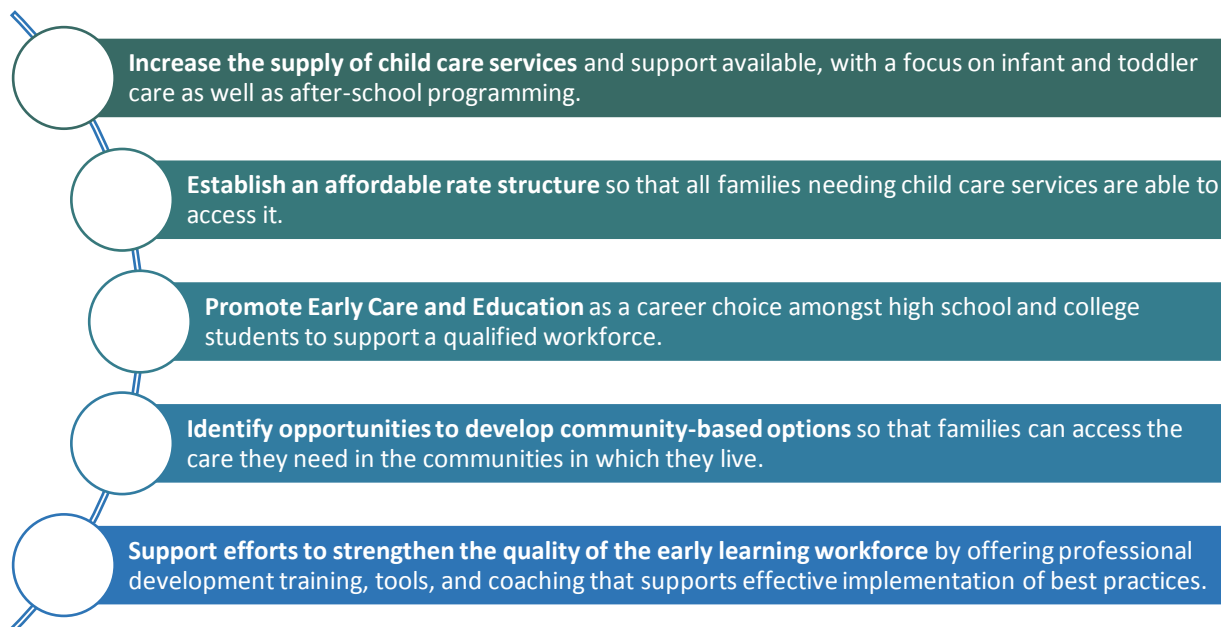 Increase the supply of child care services and support available, with a focus on infant and toddler
care as well as after-school programming.
Establish an affordable rate structure so that all families needing child care services are able to
access it.
Promote Early Care and Education as a career choice amongst high school and college
students to support a qualified workforce.
Identify opportunities to develop community-based options so that families can access the
care they need in the communities in which they live.
Support efforts to strengthen the quality of the early learning workforce by offering professional
development training, tools, and coaching that supports effective implementation of best practices.